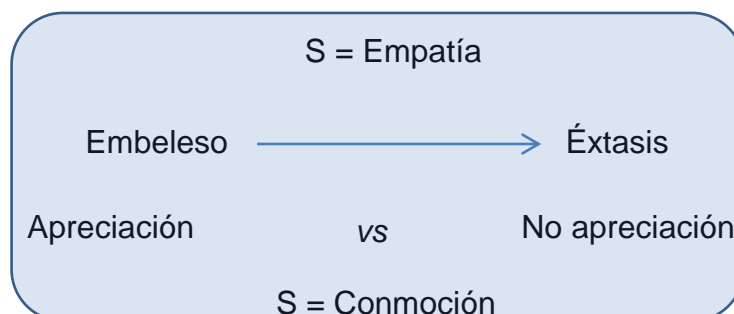 S = Empatía
Embeleso Éxtasis
Apreciación vs No apreciación
S = Conmoción